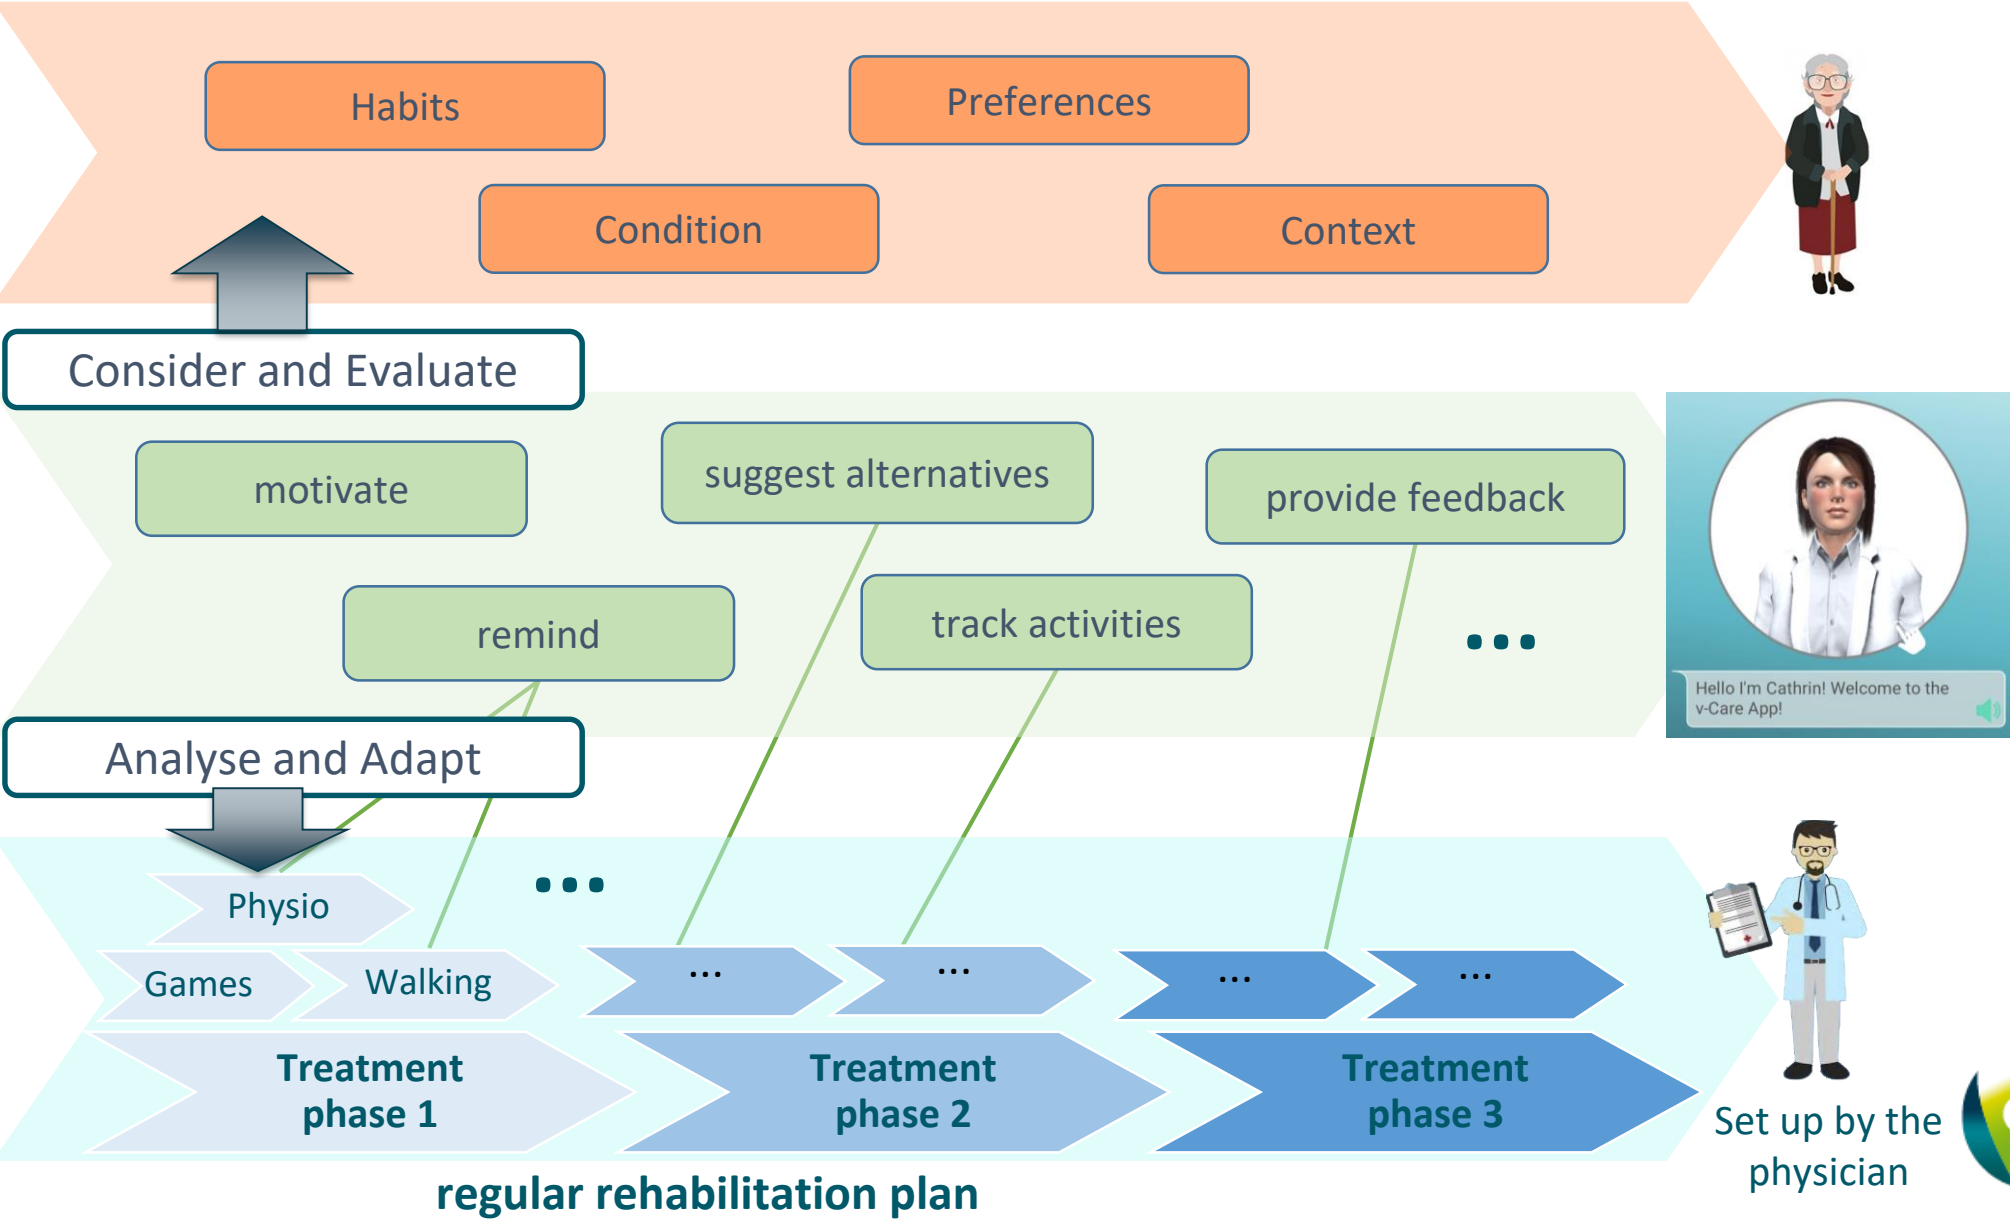 Habits
Preferences
Condition
Context
Consider and Evaluate
motivate
suggest alternatives
provide feedback
remind
track activities
...
Hello I'm Cathrin! Welcome to the
v-Care App!
Analyse and Adapt
...
Physio
Games
Walking
...
...
...
...
Treatment
phase 1
Treatment
phase 2
Treatment
phase 3
Set up by the
physician
regular rehabilitation plan